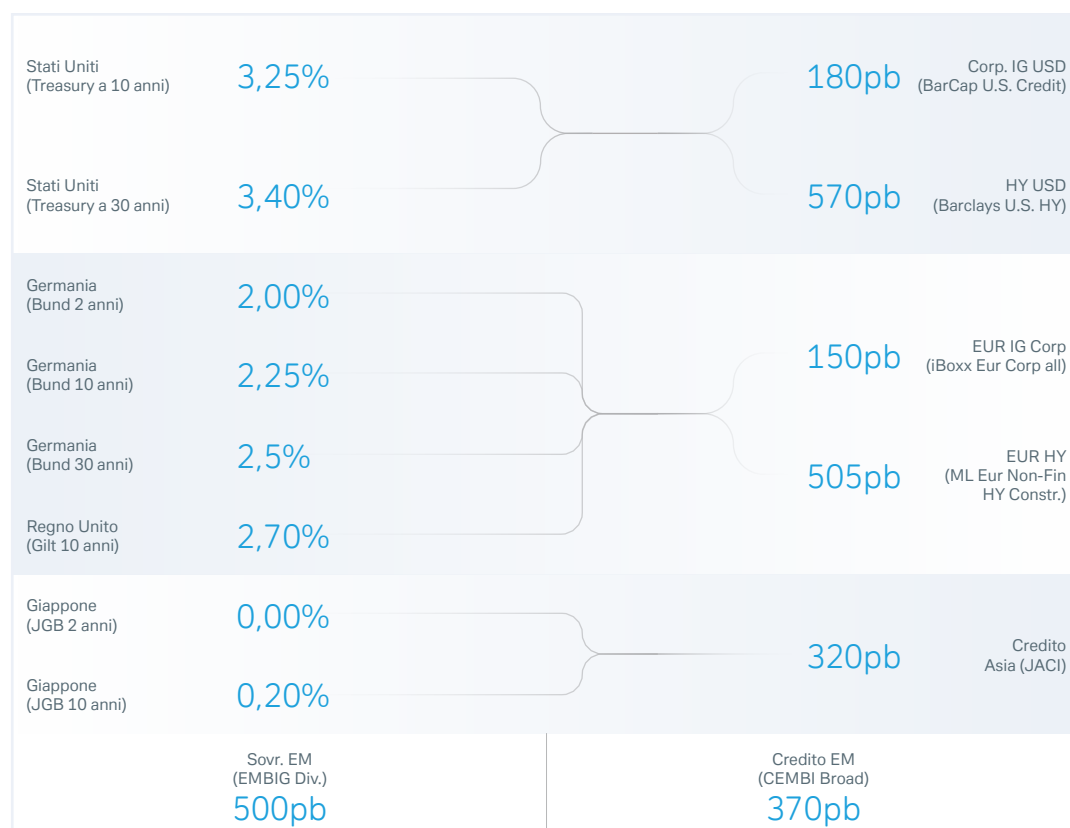 Stati Uniti
(Treasury a 10 anni)
3,25%
180pb
Corp. IG USD
(BarCap U.S. Credit)
Stati Uniti
(Treasury a 30 anni)
3,40%
570pb
HY USD
(Barclays U.S. HY)
Germania
(Bund 2 anni)
2,00%
Germania
(Bund 10 anni)
2,25%
150pb
EUR IG Corp
(iBoxx Eur Corp all)
Germania
(Bund 30 anni)
2,5%
505pb
EUR HY
(ML Eur Non-Fin
HY Constr.)
Regno Unito
(Gilt 10 anni)
2,70%
Giappone
(JGB 2 anni)
0,00%
320pb
Credito
Asia (JACI)
Giappone
(JGB 10 anni)
0,20%
Sovr. EM
(EMBIG Div.)
500pb
Credito EM
(CEMBI Broad)
370pb